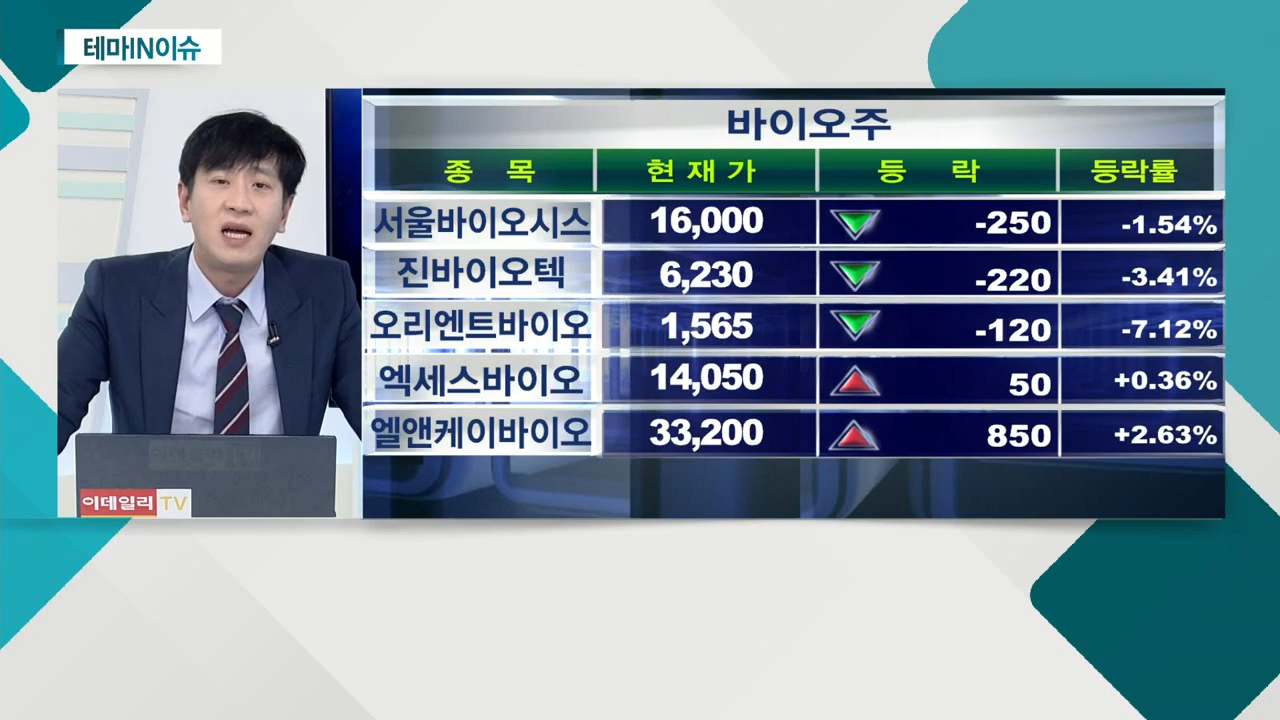 테마IN이슈
바이오주
종 목 현재가 등 락 등락률
서울바이오시스 16,000 -250 -1.54%
진바이오텍 6,230 -220 -3.41%
오리엔트바이오 1,565 -120 -7.12%
엑세스바이오 14,050 50 +0.36%
엘앤케이바이오 33,200 850 +2.63%
이데일리TV